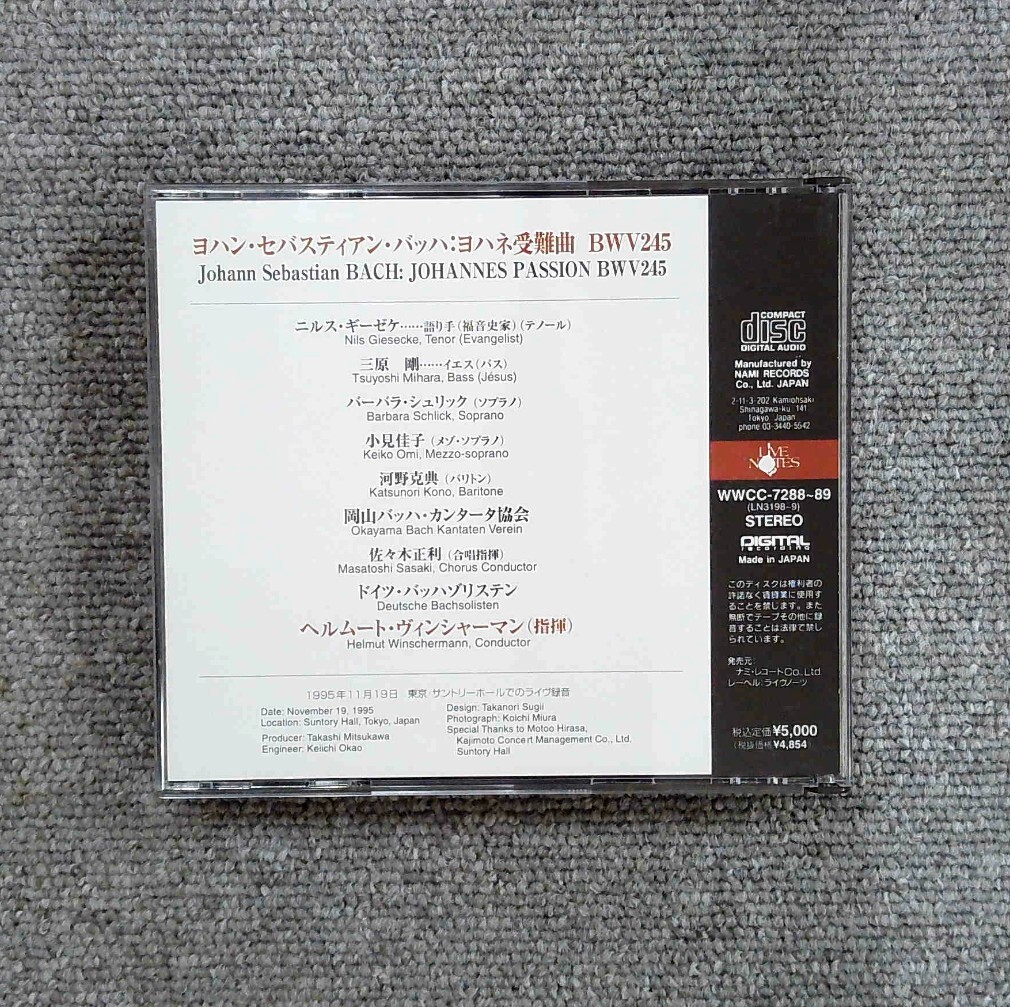 ヨハン・セバスティアン・バッハ：ヨハネ受難曲 BWV245
Johann Sebastian BACH: JOHANNES PASSION BWV245
ニルス・ギーゼケ……語り手（福音史家）（テノール）
Nils Giesecke, Tenor (Evangelist)
三原 剛……イエス（バス）
Tsuyoshi Mihara, Bass (Jésus)
バーバラ・シュリック（ソプラノ）
Barbara Schlick, Soprano
小見佳子（メゾ・ソプラノ）
Keiko Omi, Mezzo-soprano
河野克典（バリトン）
Katsunori Kono, Baritone
岡山バッハ・カンタータ協会
Okayama Bach Kantaten Verein
佐々木正利（合唱指揮）
Masatoshi Sasaki, Chorus Conductor
ドイツ・バッハゾリステン
Deutsche Bachsolisten
ヘルムート・ヴィンシャーマン（指揮）
Helmut Winschermann, Conductor
1995年11月19日 東京・サントリーホールでのライヴ録音
Date: November 19, 1995
Location: Suntory Hall, Tokyo, Japan
Producer: Takashi Mitsukawa
Engineer: Keiichi Okao
Design: Takanori Sugii
Photograph: Koichi Miura
Special Thanks to Motoo Hirasa,
Kajimoto Concert Management Co., Ltd.
Suntory Hall
COMPACT
disc
DIGITAL AUDIO
Manufactured by
NAMI RECORDS
Co., Ltd. JAPAN
2-11-3-202 Kamiohsaki
Shinagawa-ku 141
Tokyo Japan
phone 03-3440-5642
LIVE
NOTES
WWCC-7288~89
(LN3198~9)
STEREO
DIGITAL
recording
Made in JAPAN
このディスクは権利者の
許諾なく賃貸業に使用す
ることを禁じます。また
無断でテープその他に録
音することは法律で禁じ
られています。
発売元:
ナミ・レコードCo., Ltd
レーベル:ライヴノーツ
税込定価¥5,000
（税抜価格¥4,854）